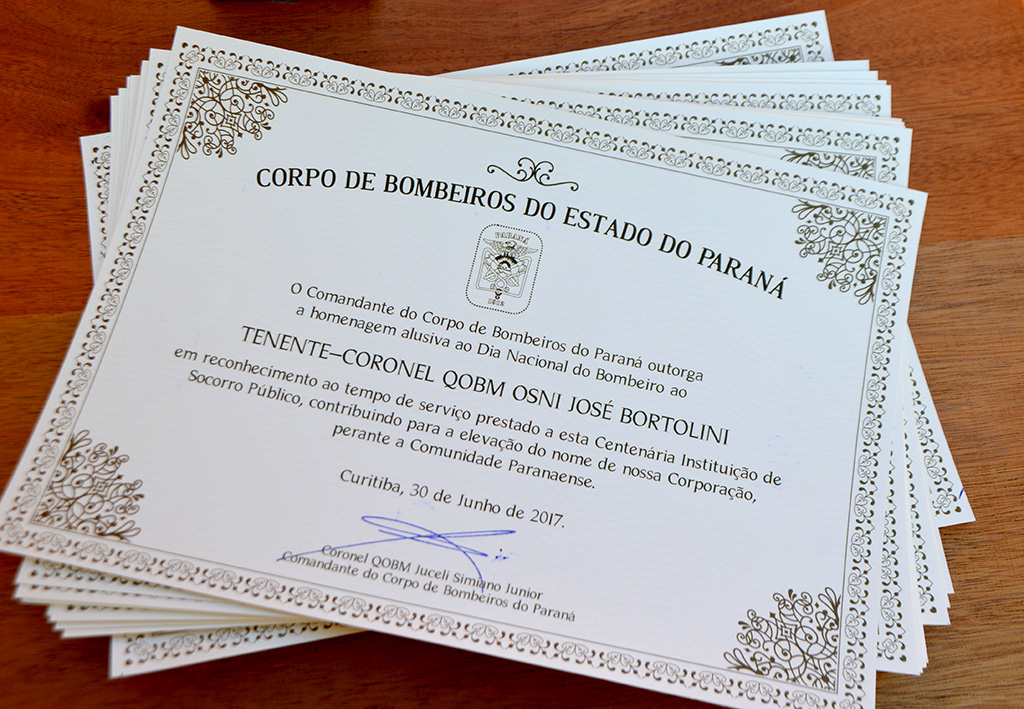 CORPO DE BOMBEIROS DO ESTADO DO PARANÁ
PARANÁ
1912
O Comandante do Corpo de Bombeiros do Paraná outorga
a homenagem alusiva ao Dia Nacional do Bombeiro ao
TENENTE–CORONEL QOBM OSNI JOSÉ BORTOLINI
em reconhecimento ao tempo de serviço prestado a esta Centenária Instituição de
Socorro Público, contribuindo para a elevação do nome de nossa Corporação,
perante a Comunidade Paranaense.
Curitiba, 30 de Junho de 2017.
Coronel QOBM Juceli Simiano Junior
Comandante do Corpo de Bombeiros do Paraná